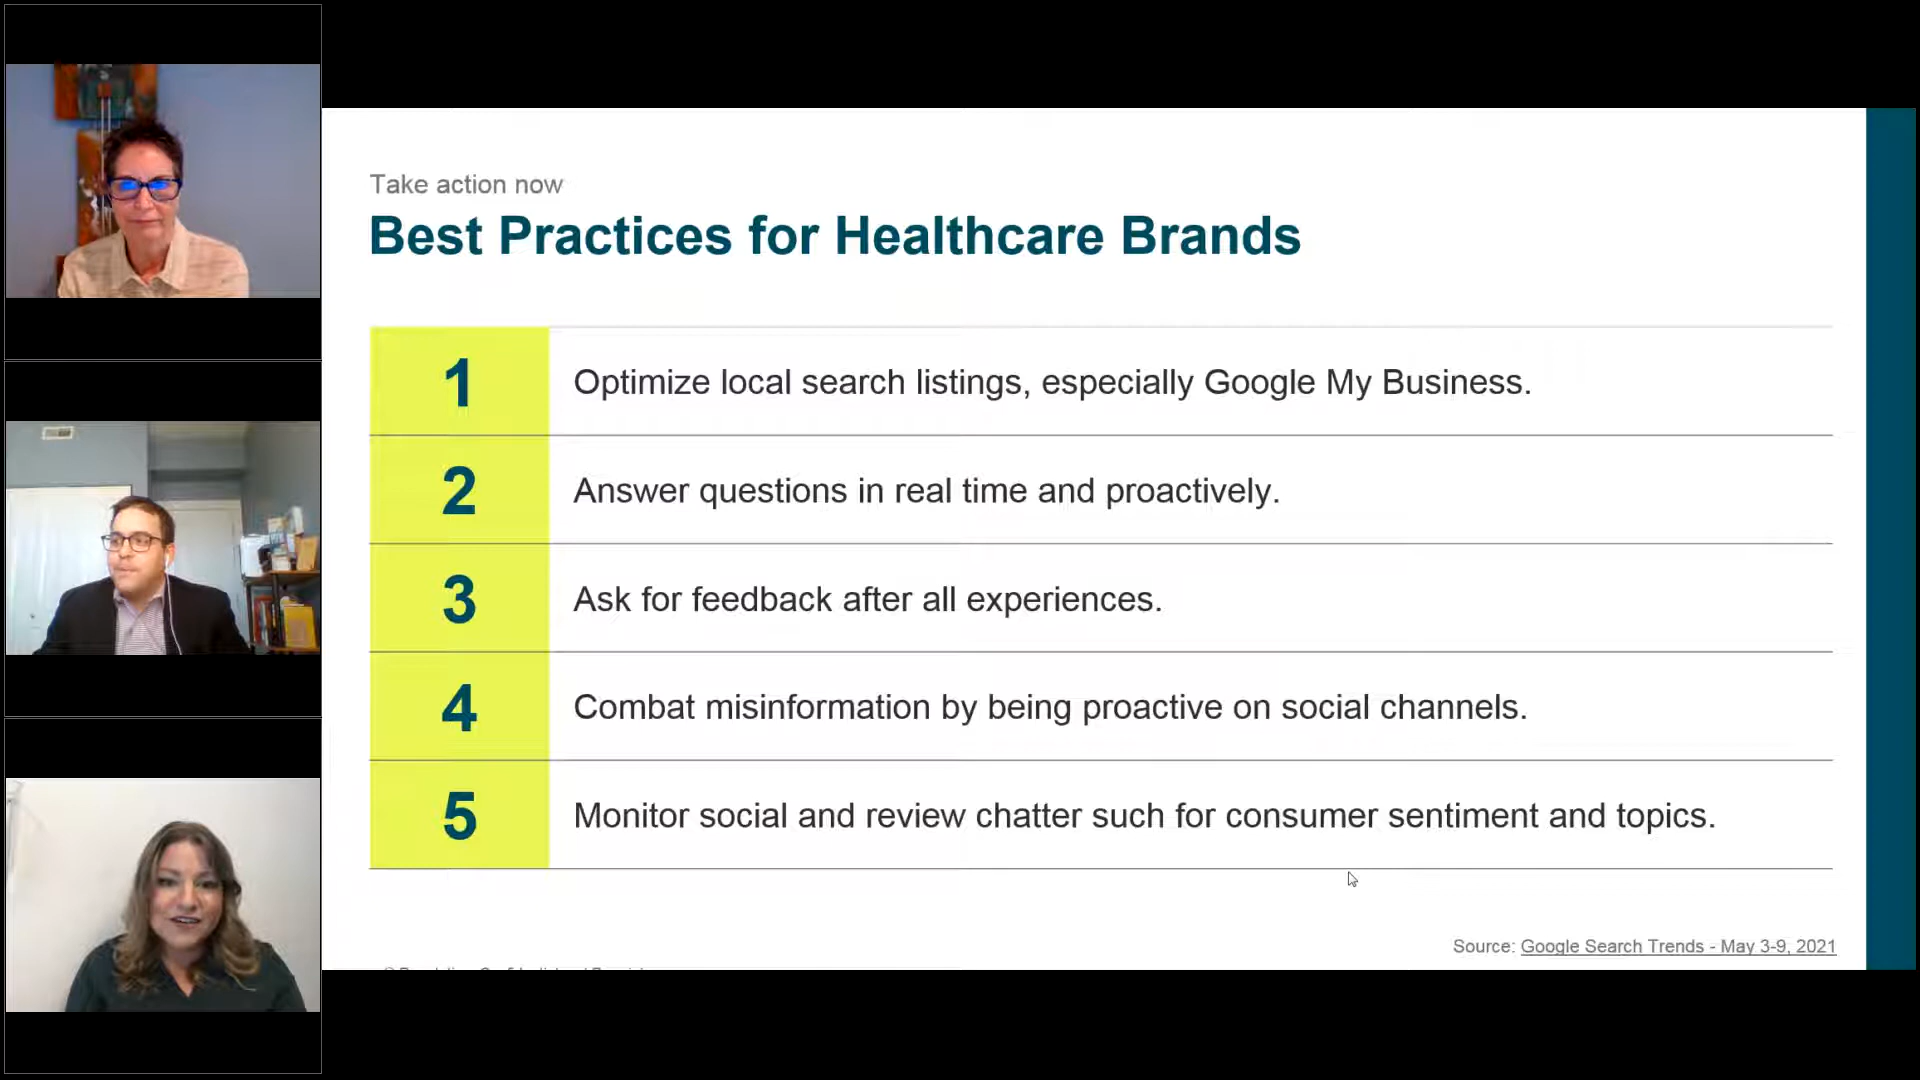 Take action now
Best Practices for Healthcare Brands
1
Optimize local search listings, especially Google My Business.
2
Answer questions in real time and proactively.
3
Ask for feedback after all experiences.
4
Combat misinformation by being proactive on social channels.
5
Monitor social and review chatter such for consumer sentiment and topics.
Source: Google Search Trends - May 3-9, 2021